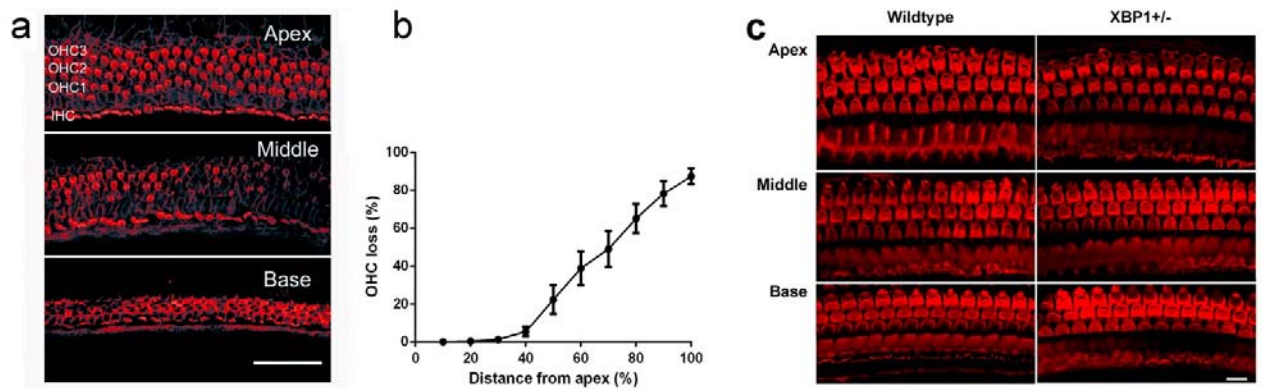 a
Apex
OHC3
OHC2
OHC1
IHC
Middle
Base
b
OHC loss (%)
100
80
60
40
20
0
0 20 40 60 80 100
Distance from apex (%)
c
Wildtype XBP1+/-
Apex
Middle
Base